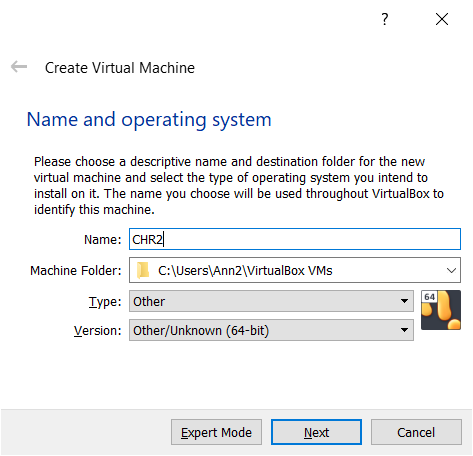 ?
Create Virtual Machine
Name and operating system
Please choose a descriptive name and destination folder for the new
virtual machine and select the type of operating system you intend to
install on it. The name you choose will be used throughout VirtualBox to
identify this machine.
Name: CHR2
Machine Folder: C:\Users\Ann2\VirtualBox VMs
Type: Other
64
Version: Other/Unknown (64-bit)
Expert Mode Next Cancel